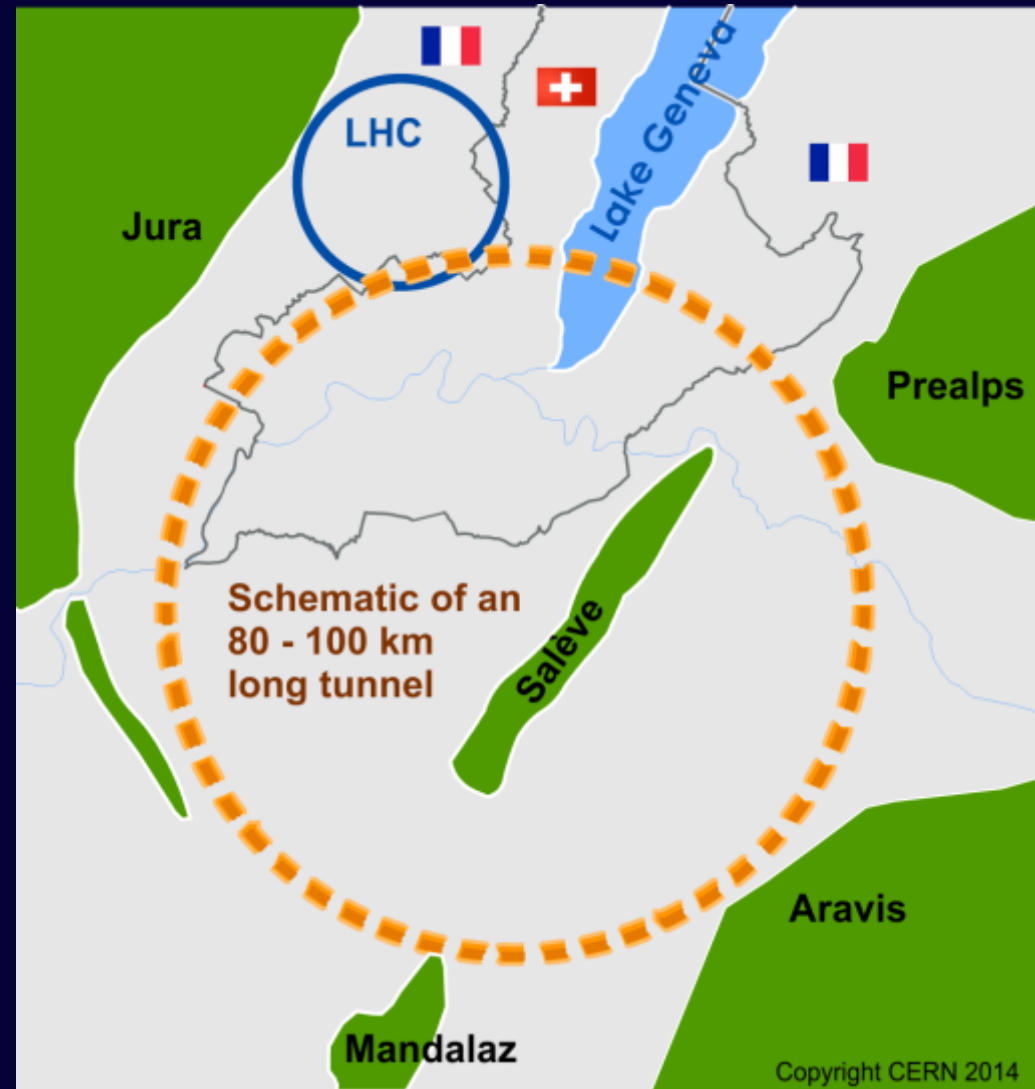 LHC
Lake Geneva
Jura
Prealps
Schematic of an
80 - 100 km
long tunnel
Salève
Aravis
Mandalaz
Copyright CERN 2014